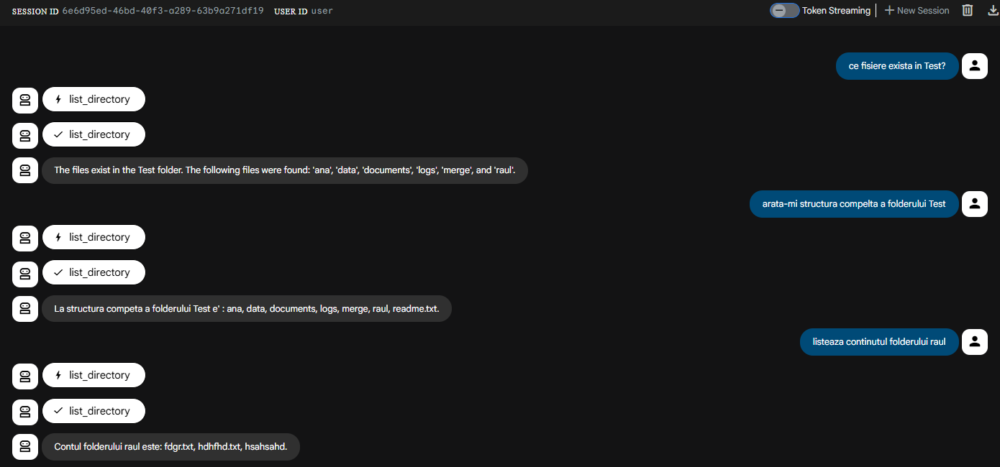 SESSION ID 6e6d95ed-46bd-40f3-a289-63b9a271df19 USER ID user Token Streaming New Session
ce fisiere exista in Test?
list_directory
list_directory
The files exist in the Test folder. The following files were found: 'ana', 'data', 'documents', 'logs', 'merge', and 'raul'.
arata-mi structura compelta a folderului Test
list_directory
list_directory
La structura competa a folderului Test e' : ana, data, documents, logs, merge, raul, readme.txt.
listeaza continutul folderului raul
list_directory
list_directory
Contul folderului raul este: fdgr.txt, hdhfhd.txt, hsahsahd.